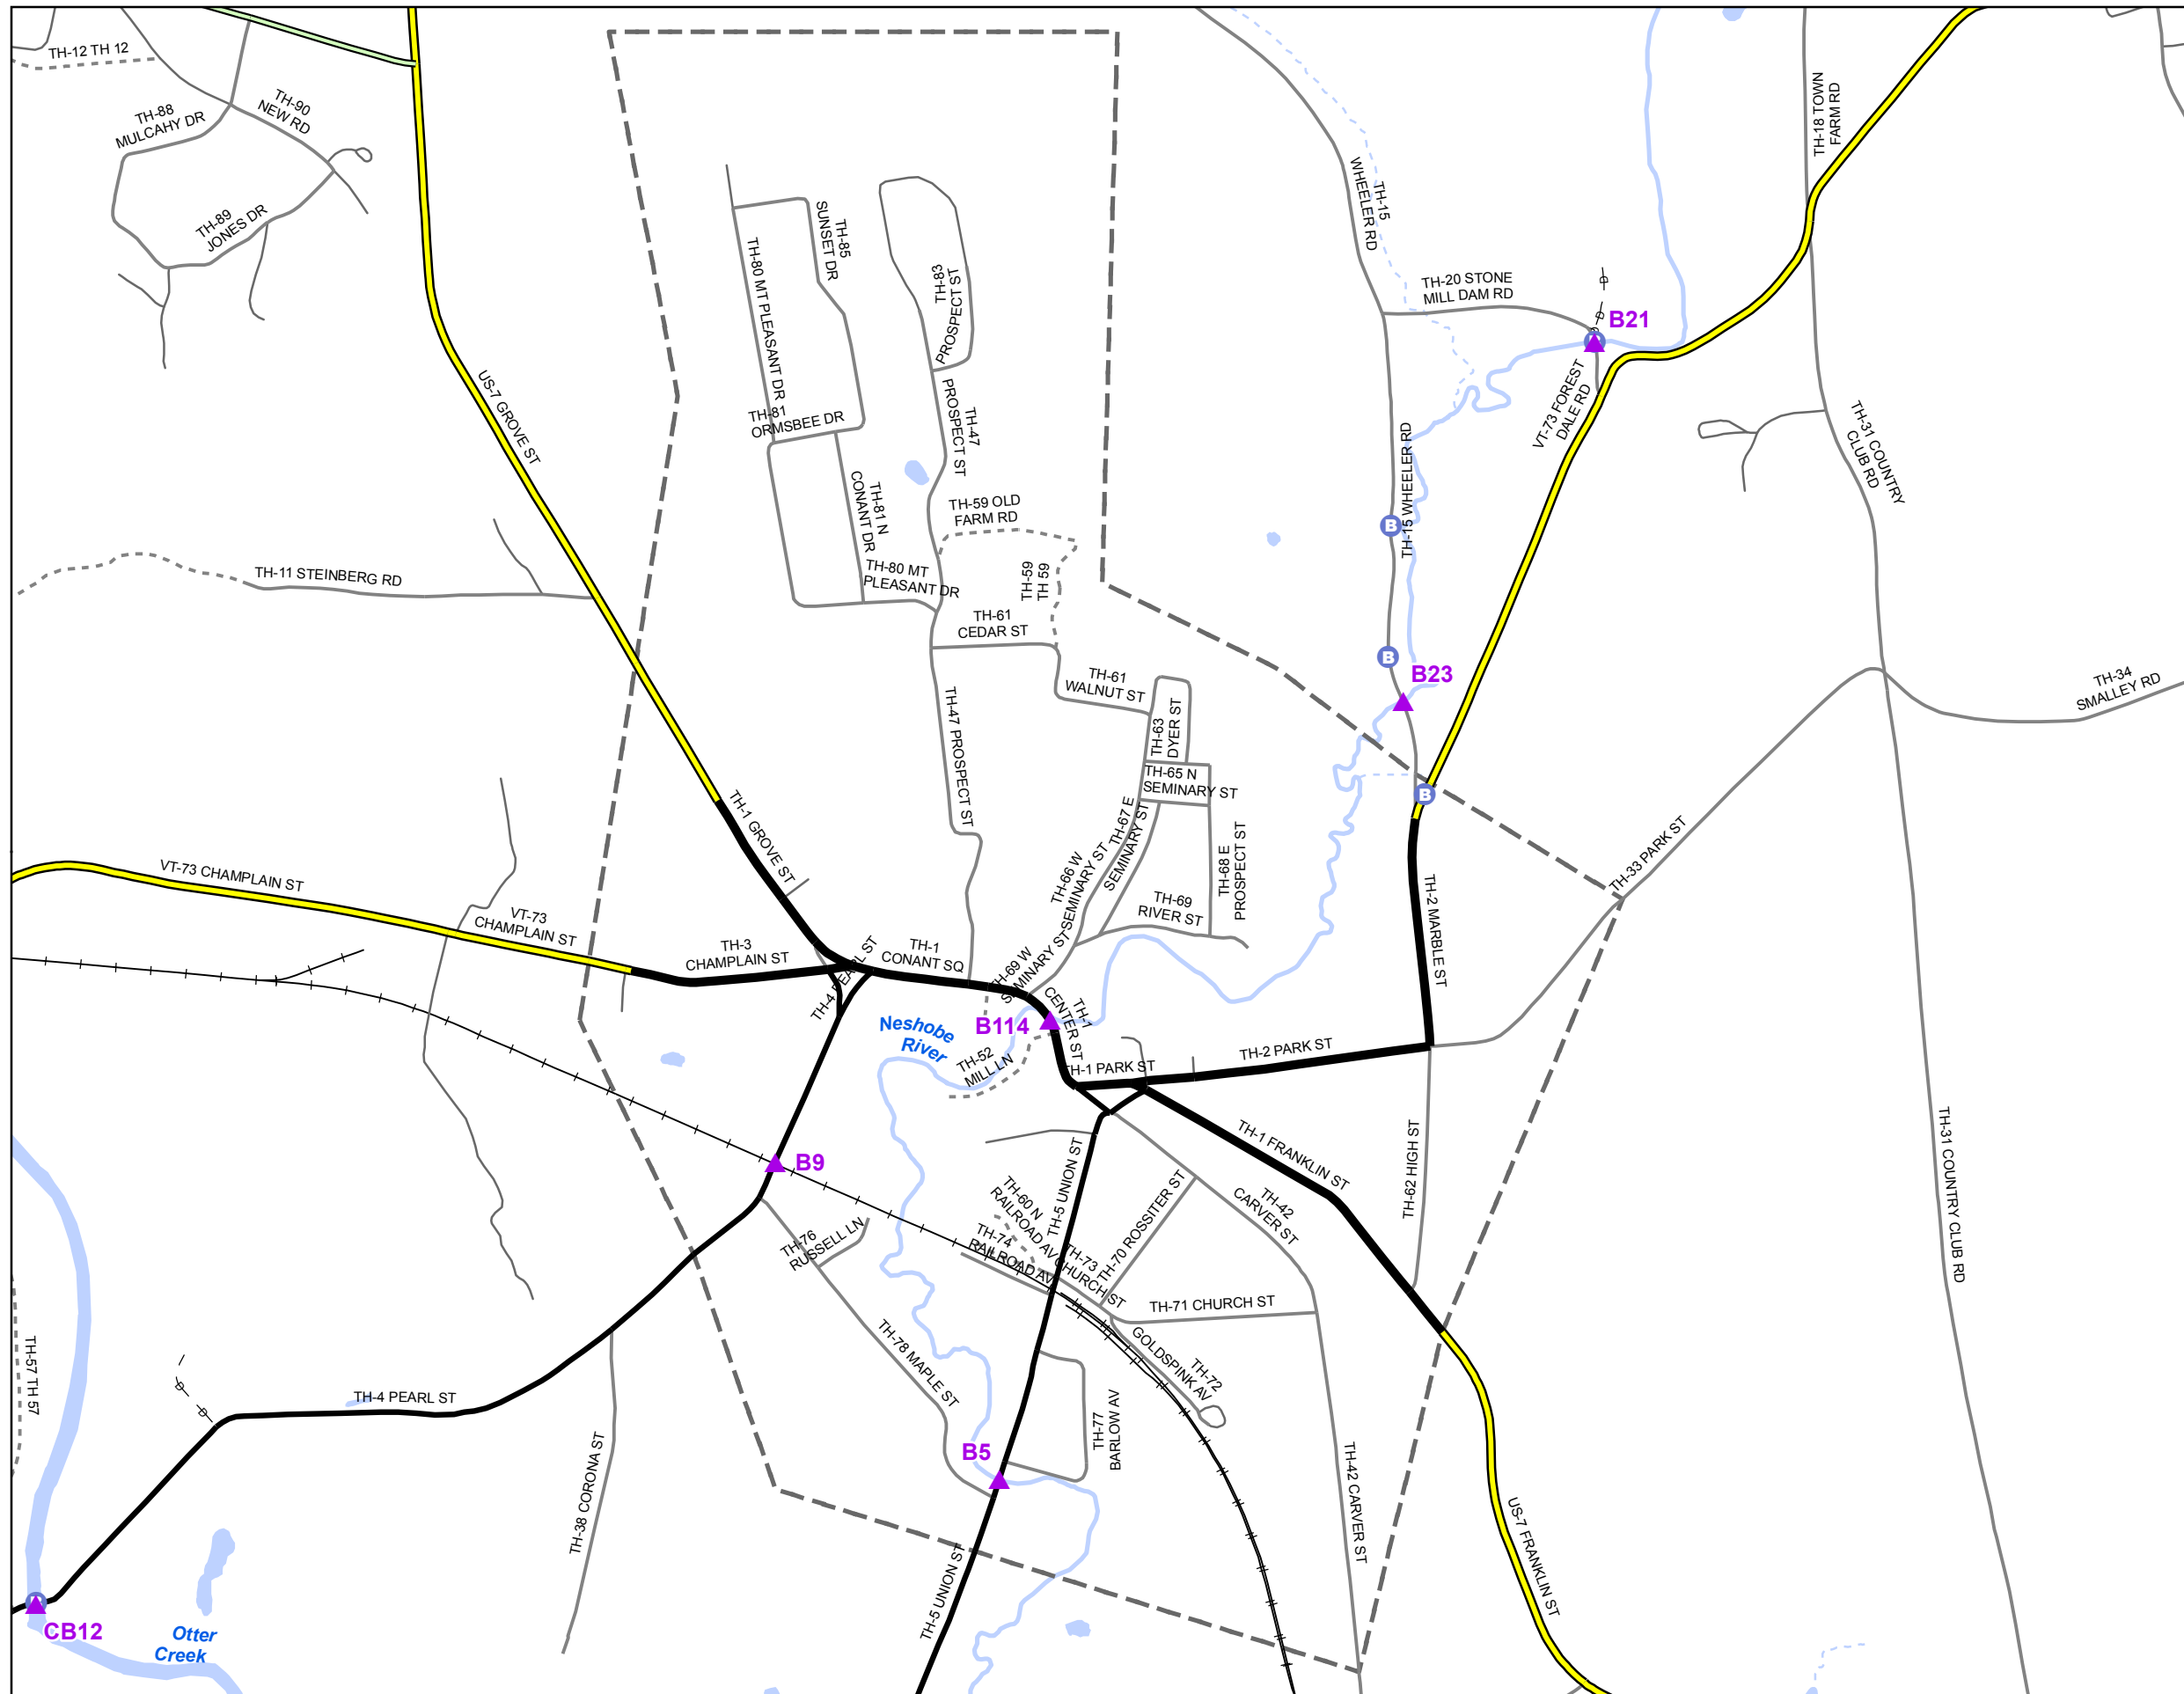 TH-12 TH 12
TH-88
MULCAHY DR
TH-90
NEW RD
TH-89
JONES DR
US-7 GROVE ST
TH-11 STEINBERG RD
TH-80 MT PLEASANT DR
TH-85
SUNSET DR
TH-83
PROSPECT ST
TH-81
ORMSBEE DR
TH-47
PROSPECT ST
TH-81 N
CONANT DR
TH-59 OLD
FARM RD
TH-80 MT
PLEASANT DR
TH-59
TH 59
TH-61
CEDAR ST
TH-61
WALNUT ST
TH-63
DYER ST
TH-65 N
SEMINARY ST
TH-47 PROSPECT ST
TH-67 E
SEMINARY ST
TH-66 W
SEMINARY ST
TH-68 E
PROSPECT ST
TH-69
RIVER ST
TH-69 W
SEMINARY ST
TH-15
WHEELER RD
TH-20 STONE
MILL DAM RD
D
D
D
B21
VT-73 FOREST
DALE RD
TH-18 TOWN
FARM RD
TH-31 COUNTRY
CLUB RD
TH-15 WHEELER RD
B
B
B23
B
TH-34
SMALLEY RD
TH-33 PARK ST
TH-2 MARBLE ST
TH-1 GROVE ST
VT-73 CHAMPLAIN ST
VT-73
CHAMPLAIN ST
TH-3
CHAMPLAIN ST
TH-4 PEARL ST
TH-1
CONANT SQ
TH-1
CENTER ST
B114
Neshobe
River
TH-52
MILL LN
TH-1 PARK ST
TH-2 PARK ST
TH-1 FRANKLIN ST
TH-62 HIGH ST
TH-31 COUNTRY CLUB RD
B9
TH-5 UNION ST
TH-60 N
RAILROAD AV
TH-70 ROSSITER ST
TH-42
CARVER ST
TH-76
RUSSELL LN
TH-74
RAILROAD AV
TH-73
CHURCH ST
TH-71 CHURCH ST
TH-72
GOLDSPINK AV
TH-78 MAPLE ST
TH-77
BARLOW AV
B5
TH-42 CARVER ST
US-7 FRANKLIN ST
TH-57 TH 57
D
D
TH-4 PEARL ST
TH-38 CORONA ST
TH-5 UNION ST
CB12
Otter
Creek